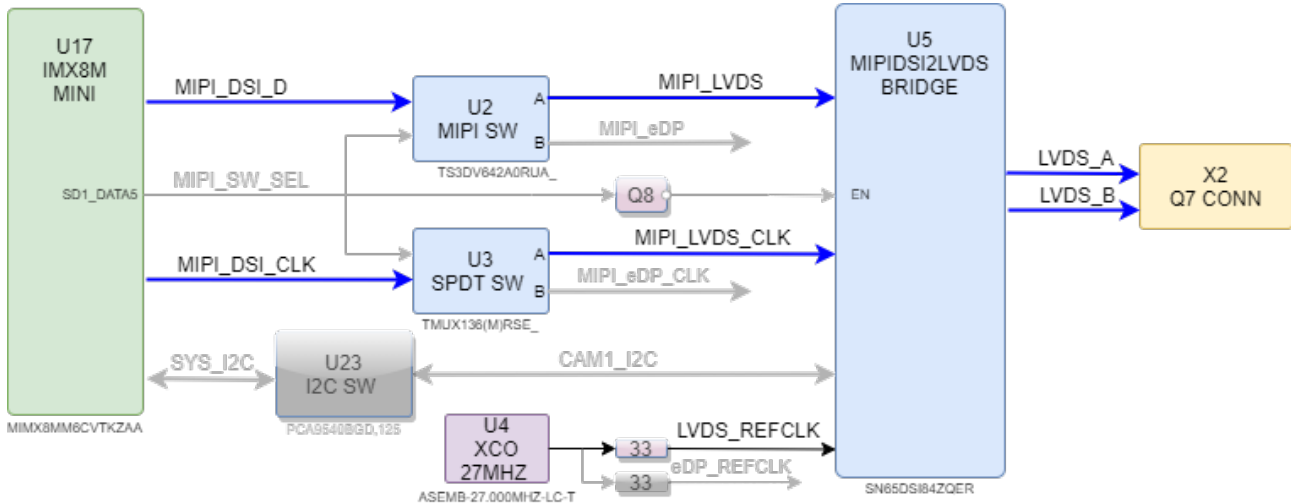 U17
IMX8M
MINI
SD1_DATA5
MIMX8MM6CVTKZAA
MIPI_DSI_D
MIPI_SW_SEL
MIPI_DSI_CLK
SYS_I2C
U2
MIPI SW
A
B
TS3DV642A0RUA_
U3
SPDT SW
A
B
TMUX136(M)RSE_
U23
I2C SW
PCA9540BGD,125
U4
XCO
27MHZ
ASEMB-27.000MHZ-LC-T
MIPI_LVDS
MIPI_eDP
Q8
MIPI_LVDS_CLK
MIPI_eDP_CLK
CAM1_I2C
33
LVDS_REFCLK
33
eDP_REFCLK
U5
MIPIDSI2LVDS
BRIDGE
EN
SN65DSI84ZQER
LVDS_A
LVDS_B
X2
Q7 CONN